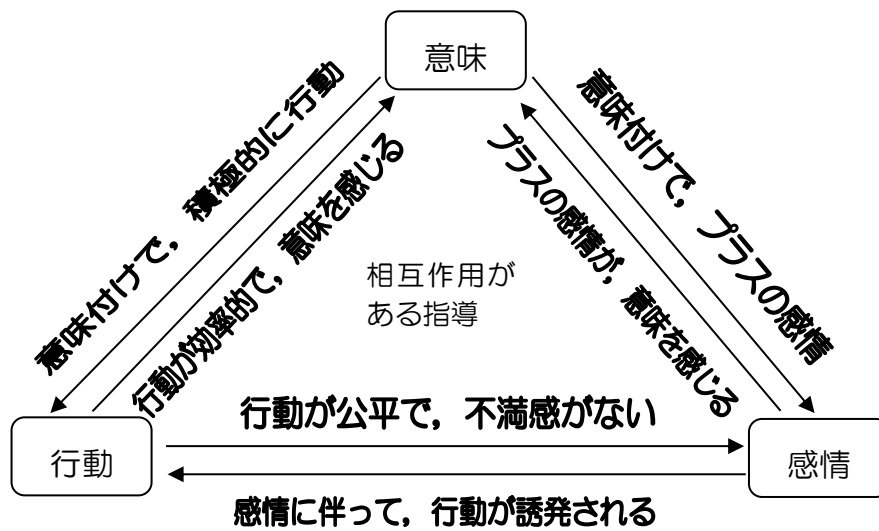 意味
意味付けで，積極的に行動
行動が効率的で，意味を感じる
意味付けで，プラスの感情
プラスの感情が，意味を感じる
相互作用が
ある指導
行動が公平で，不満感がない
行動
感情
感情に伴って，行動が誘発される